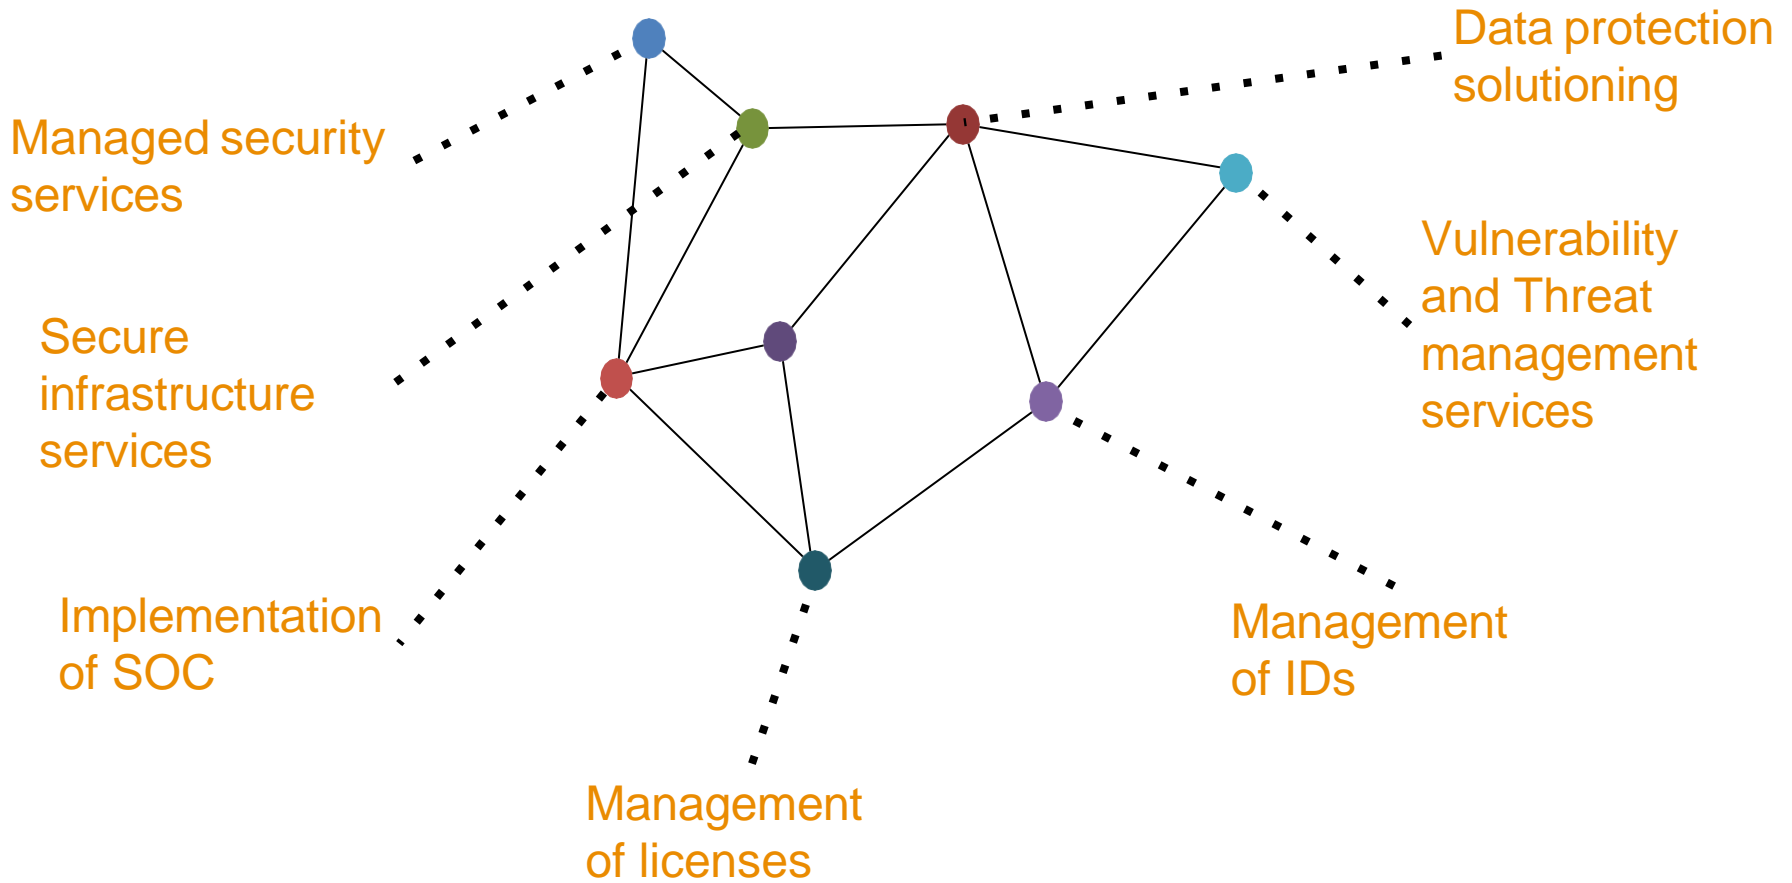 Data protection
solutioning
Managed security
services
Vulnerability
and Threat
management
services
Secure
infrastructure
services
Implementation
of SOC
Management
of IDs
Management
of licenses